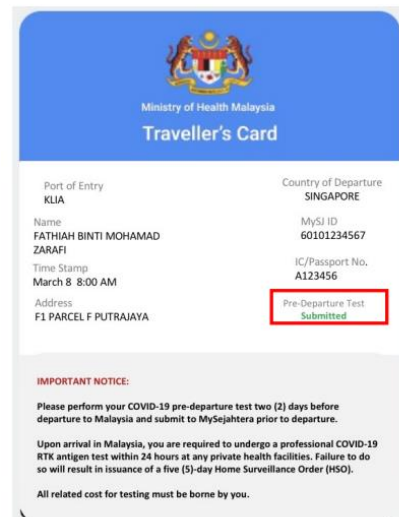 Ministry of Health Malaysia
Traveller's Card
Port of Entry
KLIA
Country of Departure
SINGAPORE
Name
FATHIAH BINTI MOHAMAD
ZARAFI
MySJ ID
60101234567
Time Stamp
March 8 8:00 AM
IC/Passport No.
A123456
Address
F1 PARCEL F PUTRAJAYA
Pre-Departure Test
Submitted
IMPORTANT NOTICE:
Please perform your COVID-19 pre-departure test two (2) days before
departure to Malaysia and submit to MySejahtera prior to departure.
Upon arrival in Malaysia, you are required to undergo a professional COVID-19
RTK antigen test within 24 hours at any private health facilities. Failure to do
so will result in issuance of a five (5)-day Home Surveillance Order (HSO).
All related cost for testing must be borne by you.